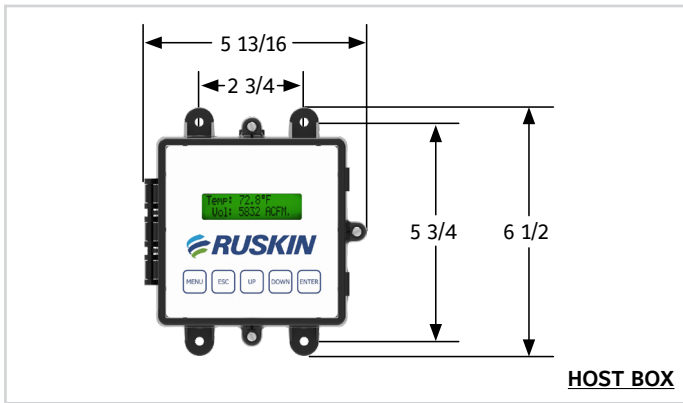 5 13/16
2 3/4
Temp: 72.8°F
Vol: 5832 ACFM.
RUSKIN
MENU ESC UP DOWN ENTER
5 3/4
6 1/2
HOST BOX